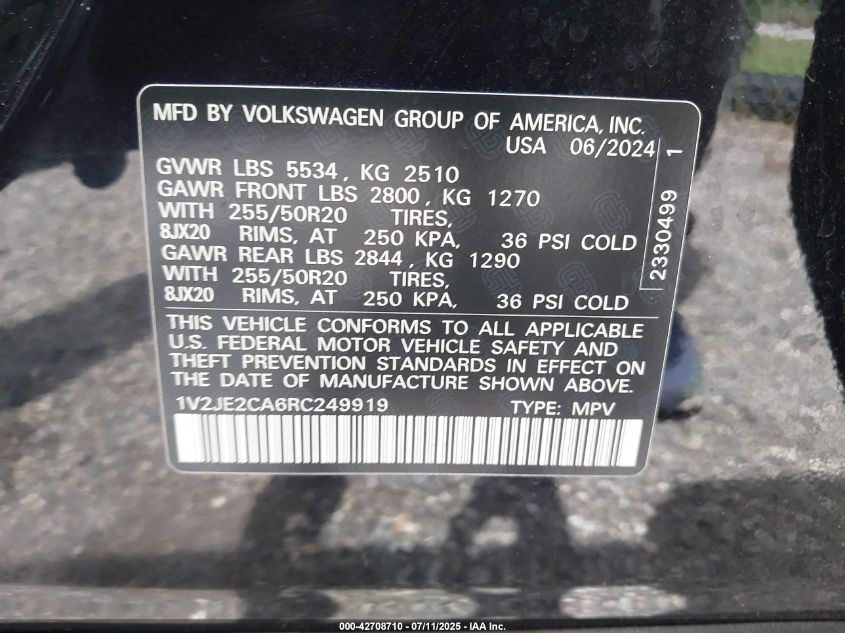 MFD BY VOLKSWAGEN GROUP OF AMERICA, INC.
USA 06/2024
GVWR LBS 5534, KG 2510
GAWR FRONT LBS 2800, KG 1270
WITH 255/50R20 TIRES,
8JX20 RIMS, AT 250 KPA, 36 PSI COLD
GAWR REAR LBS 2844, KG 1290
WITH 255/50R20 TIRES,
8JX20 RIMS, AT 250 KPA, 36 PSI COLD
2330499 1
THIS VEHICLE CONFORMS TO ALL APPLICABLE
U.S. FEDERAL MOTOR VEHICLE SAFETY AND
THEFT PREVENTION STANDARDS IN EFFECT ON
THE DATE OF MANUFACTURE SHOWN ABOVE.
1V2JE2CA6RC249919 TYPE: MPV
000-42708710 - 07/11/2025 - IAA Inc.